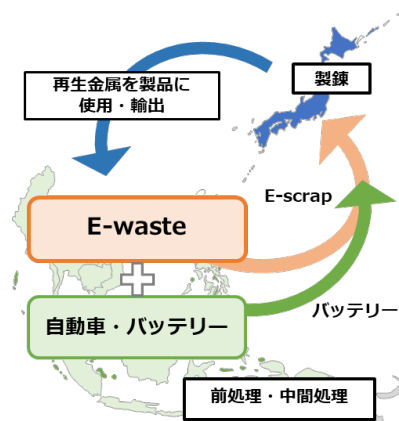 再生金属を製品に
使用・輸出
製錬
E-scrap
E-waste
バッテリー
自動車・バッテリー
前処理・中間処理